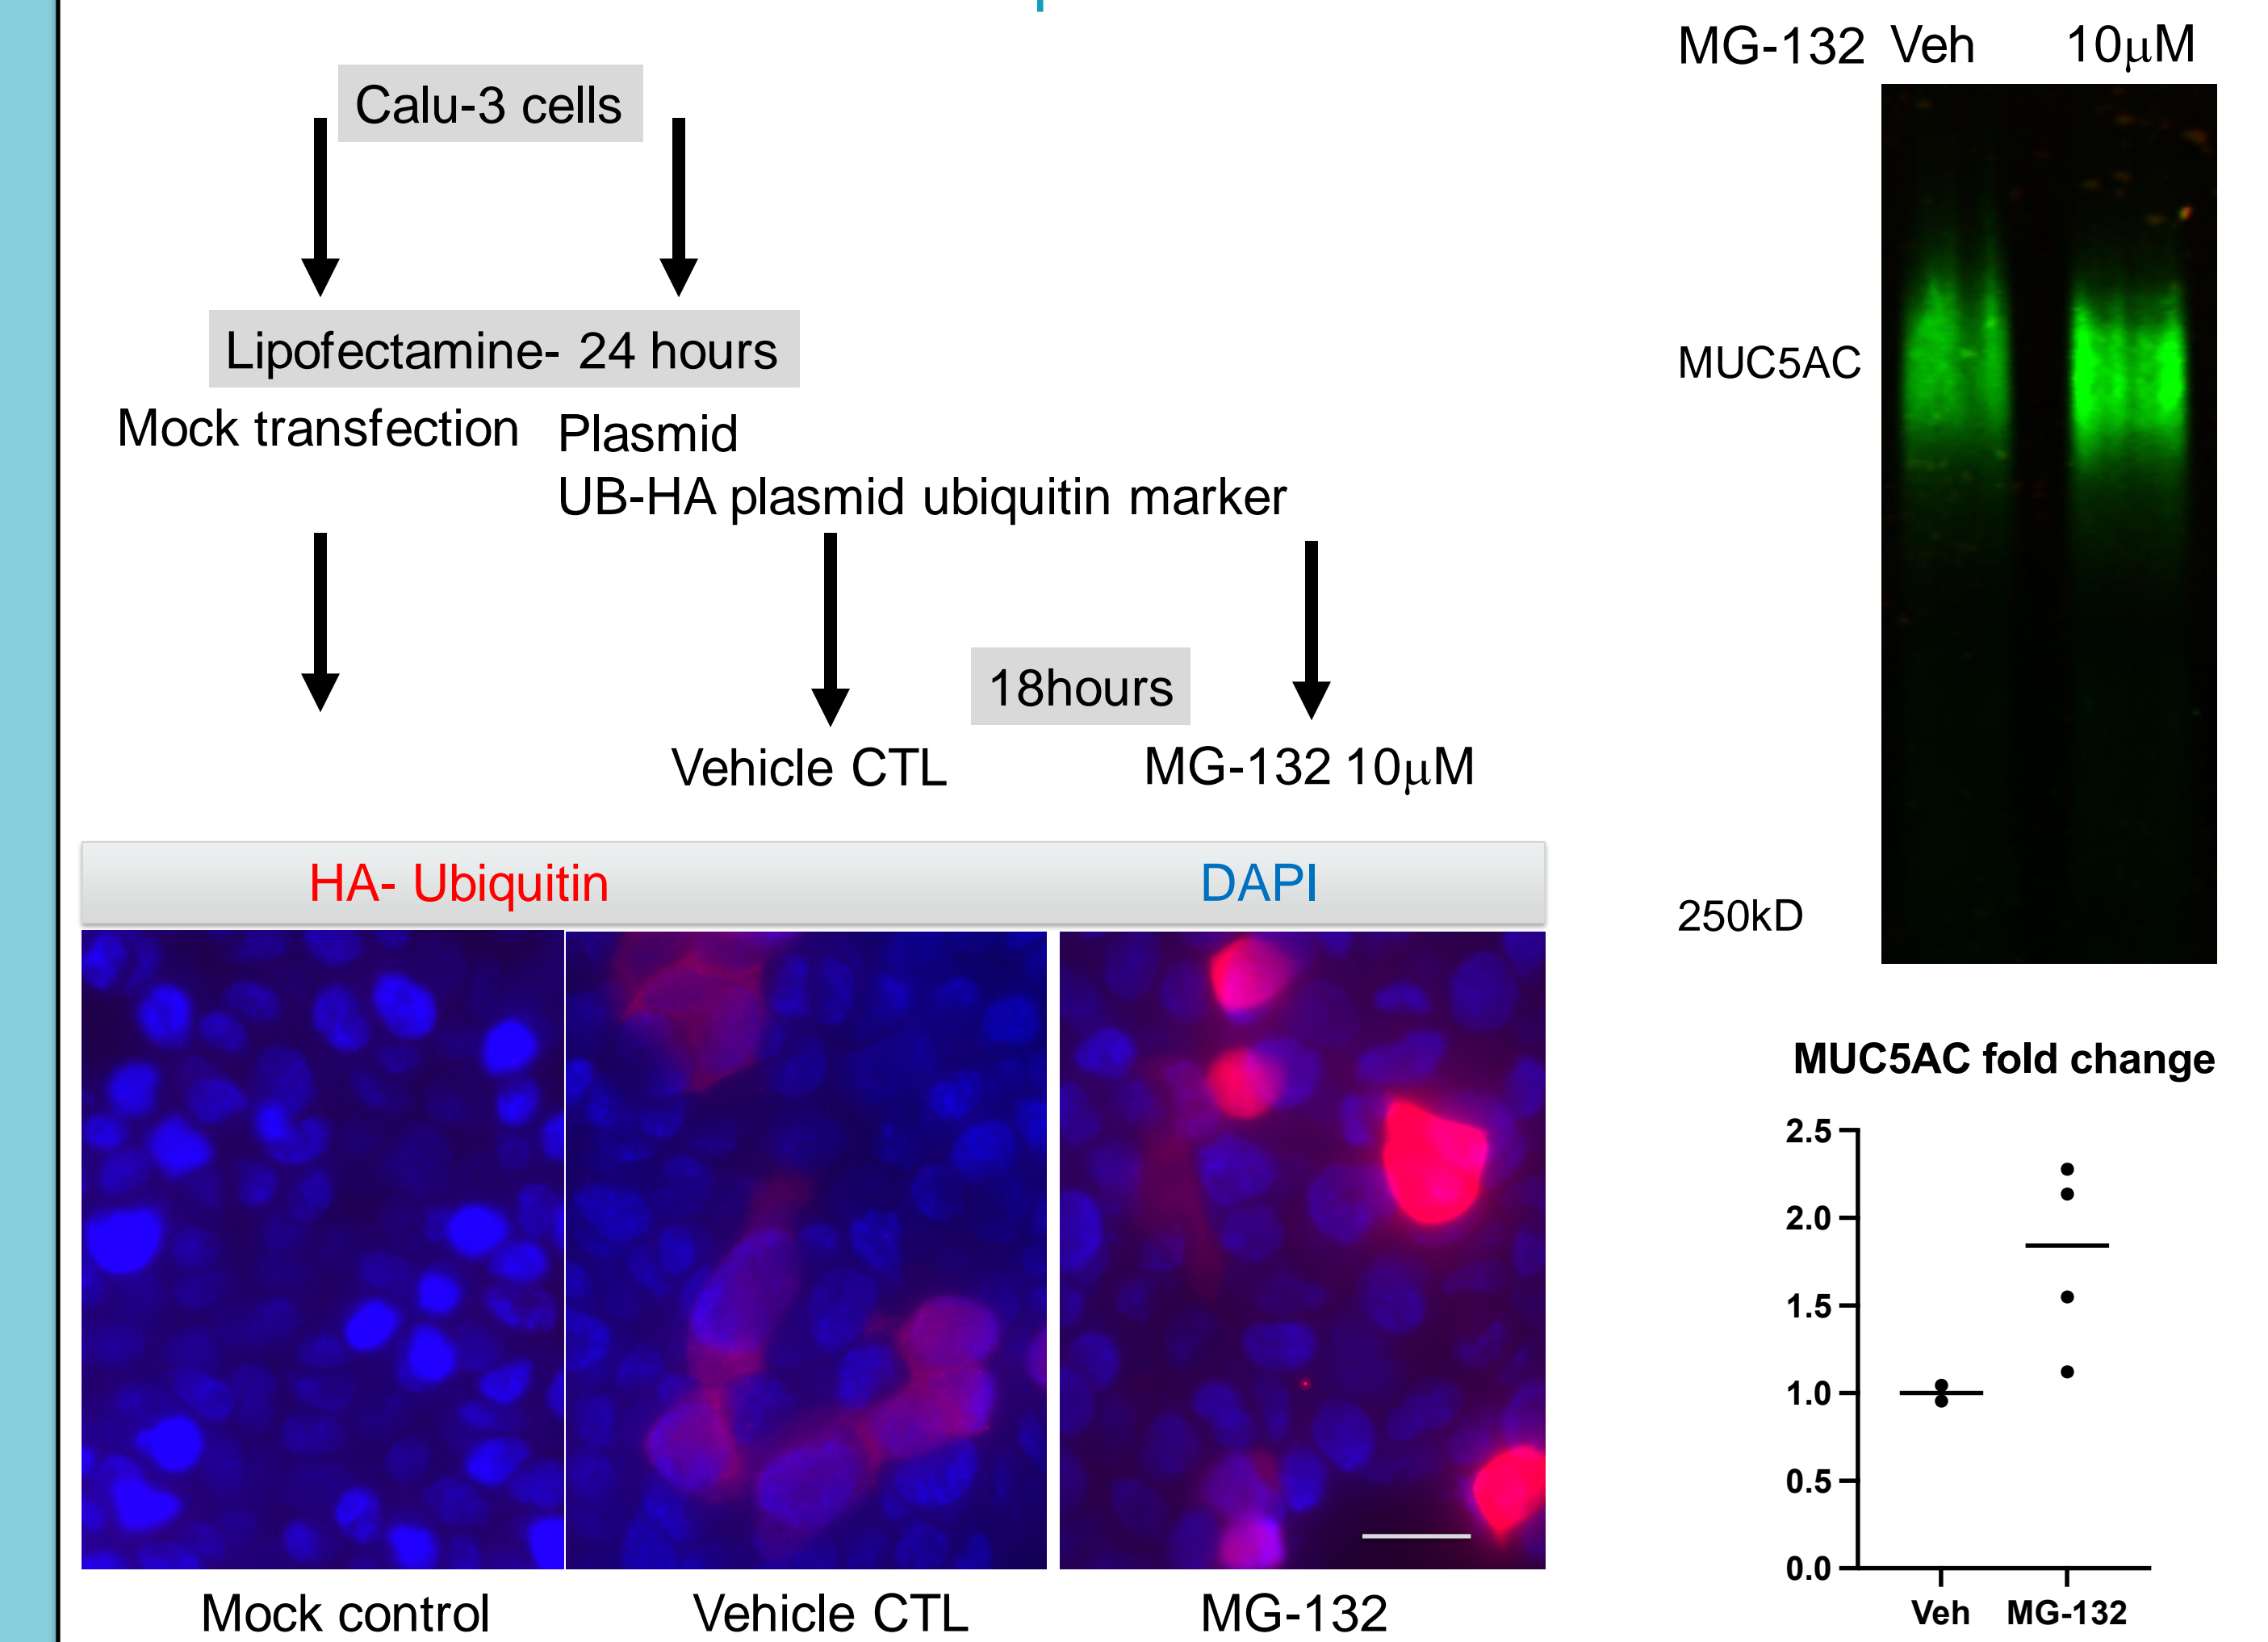 Calu-3 cells
Lipofectamine- 24 hours
Mock transfection
Plasmid
UB-HA plasmid ubiquitin marker
18hours
Vehicle CTL
MG-132 10μM
HA- Ubiquitin
DAPI
Mock control
Vehicle CTL
MG-132
MG-132 Veh 10μM
MUC5AC
250kD
MUC5AC fold change
2.5
2.0
1.5
1.0
0.5
0.0
Veh MG-132